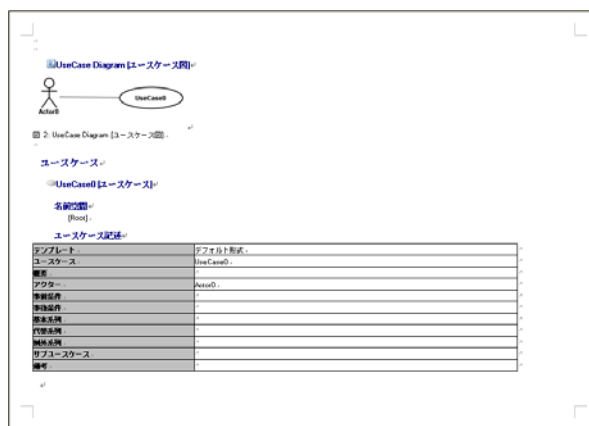 UseCase Diagram [ユースケース図]
UseCase0
Actor0
図 2: UseCase Diagram [ユースケース図]
ユースケース
UseCase0 [ユースケース]
名前空間
[Root]
ユースケース記述
テンプレート デフォルト形式
ユースケース UseCase0
概要
アクター Actor0
事前条件
事後条件
基本系列
代替系列
例外系列
サブユースケース
備考